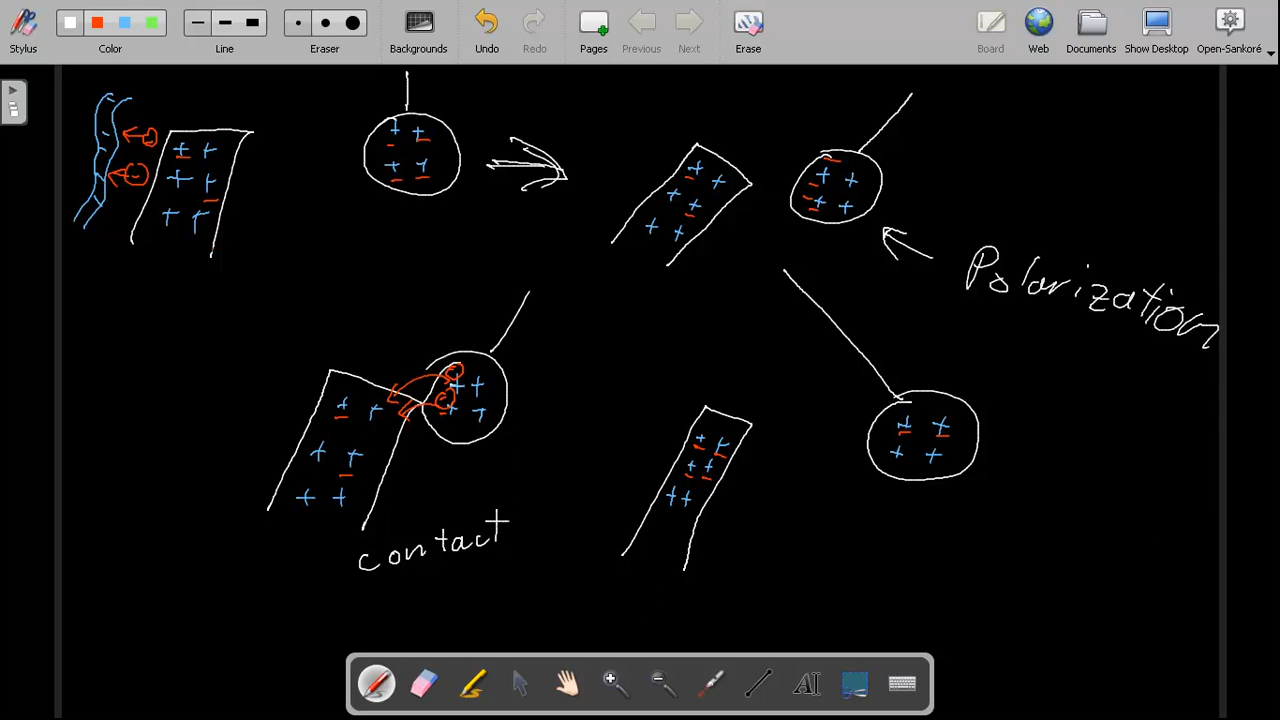 Stylus
Color
Line
Eraser
Backgrounds
Undo
Redo
Pages
Previous
Next
Erase
Board
Web
Documents
Show Desktop
Open-Sankoré
Polarization
contact
AI